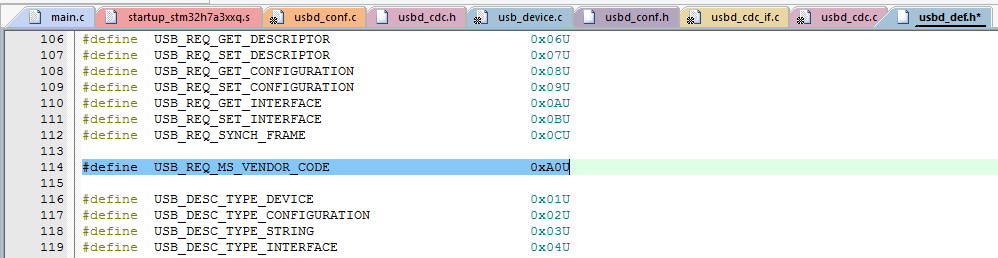 main.c startup_stm32h7a3xxq.s usbd_conf.c usbd_cdc.h usb_device.c usbd_conf.h usbd_cdc_if.c usbd_cdc.c usbd_def.h*
106 #define USB_REQ_GET_DESCRIPTOR 0x06U
107 #define USB_REQ_SET_DESCRIPTOR 0x07U
108 #define USB_REQ_GET_CONFIGURATION 0x08U
109 #define USB_REQ_SET_CONFIGURATION 0x09U
110 #define USB_REQ_GET_INTERFACE 0x0AU
111 #define USB_REQ_SET_INTERFACE 0x0BU
112 #define USB_REQ_SYNCH_FRAME 0x0CU
113
114 #define USB_REQ_MS_VENDOR_CODE 0xA0U
115
116 #define USB_DESC_TYPE_DEVICE 0x01U
117 #define USB_DESC_TYPE_CONFIGURATION 0x02U
118 #define USB_DESC_TYPE_STRING 0x03U
119 #define USB_DESC_TYPE_INTERFACE 0x04U